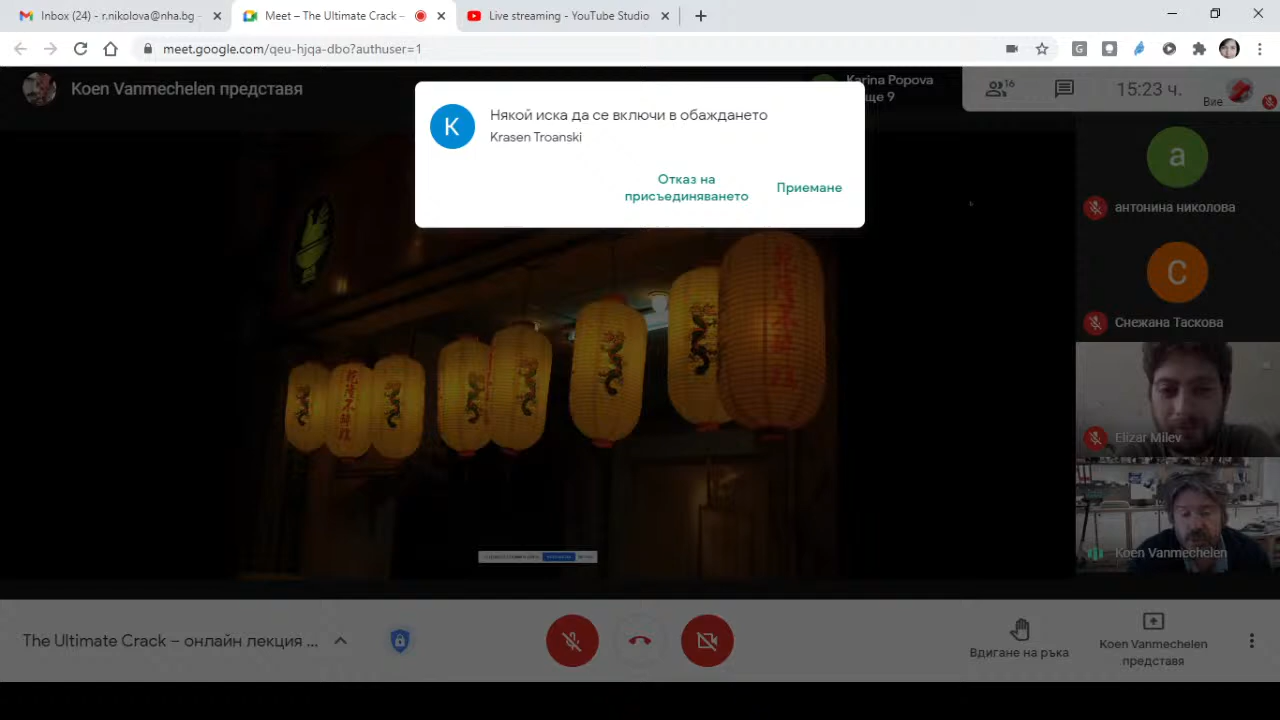 Inbox (24) - r.nikolova@nha.bg -
Meet – The Ultimate Crack –
Live streaming - YouTube Studio
meet.google.com/qeu-hjqa-dbo?authuser=1
Koen Vanmechelen представя
Karina Popova
още 9
16
15:23 ч.
Вие
K
Някой иска да се включи в обаждането
Krasen Troanski
Отказ на
присъединяването
Приемане
a
антонина николова
C
Снежана Таскова
Elizar Milev
Koen Vanmechelen
The Ultimate Crack – онлайн лекция ...
Вдигане на ръка
Koen Vanmechelen
представя